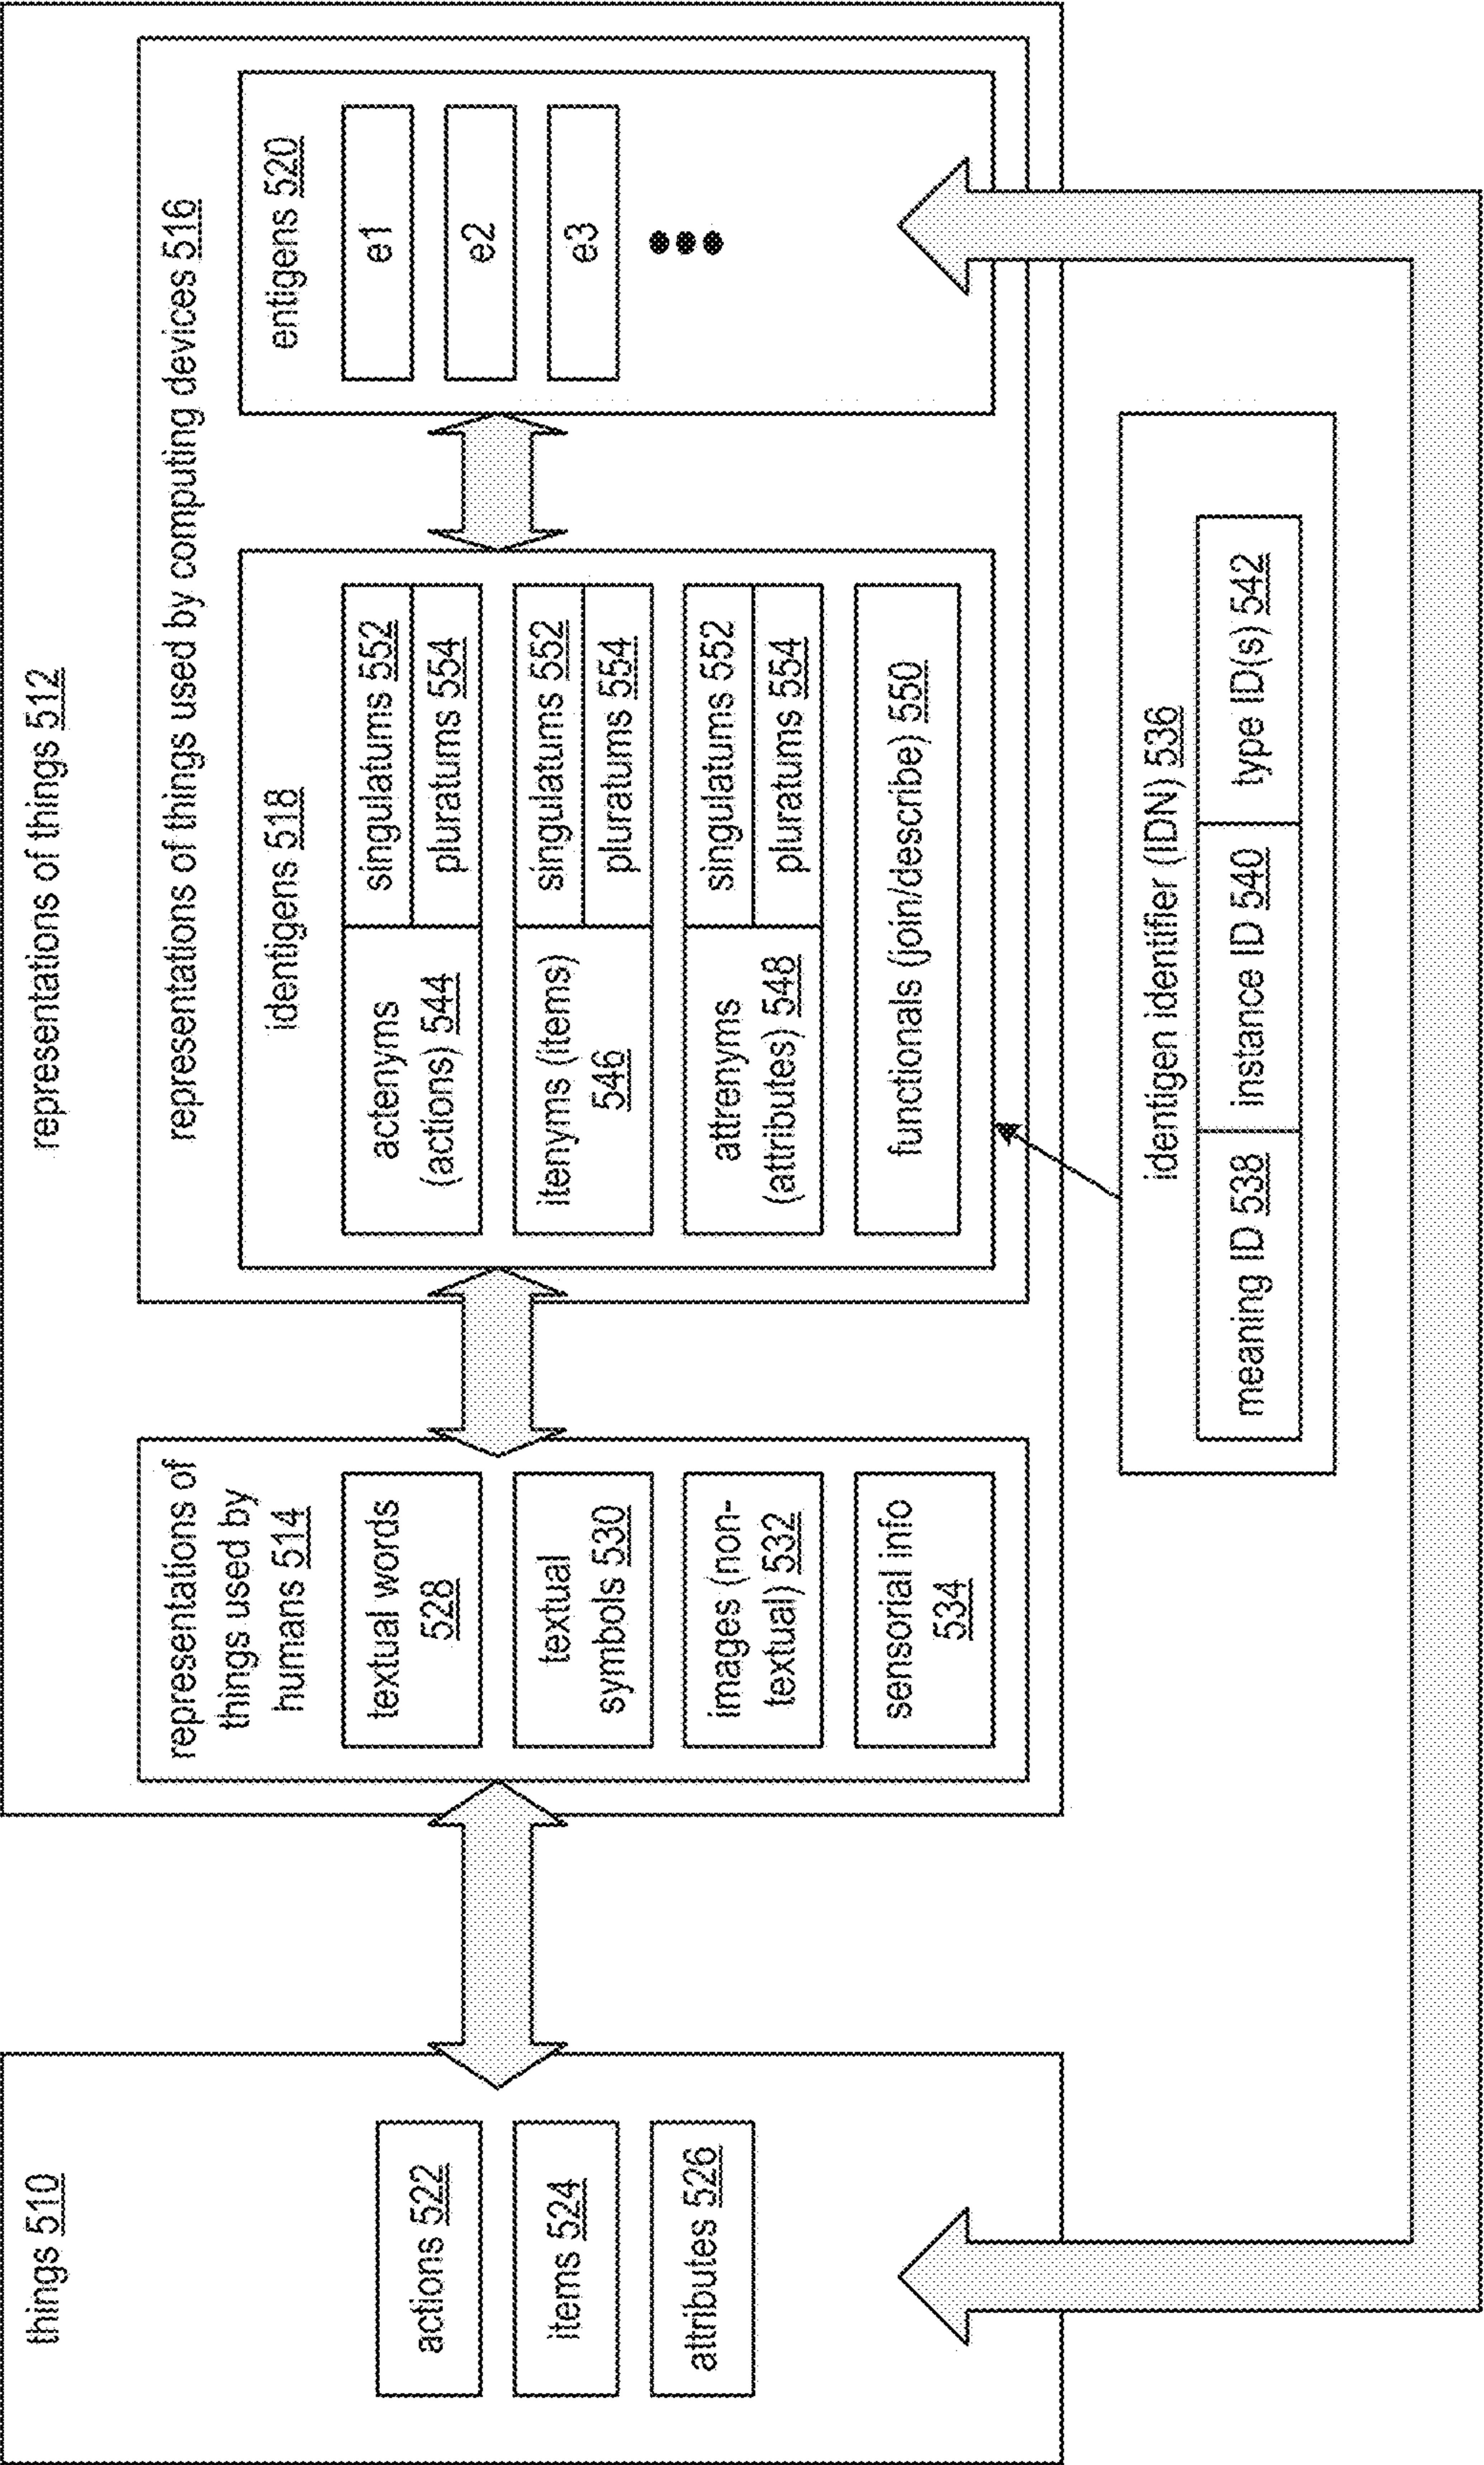 things 510
actions 522
items 524
attributes 526
representations of things 512
representations of
things used by
humans 514
textual words
528
textual
symbols 530
images (non-
textual) 532
sensorial info
534
representations of things used by computing devices 516
identigens 518
actenyms
(actions) 544
singulatums 552
pluratums 554
itenyms (items)
546
singulatums 552
pluratums 554
attrenyms
(attributes) 548
singulatums 552
pluratums 554
functionals (join/describe) 550
entigens 520
e1
e2
e3
identigen identifier (IDN) 536
meaning ID 538
instance ID 540
type ID(s) 542